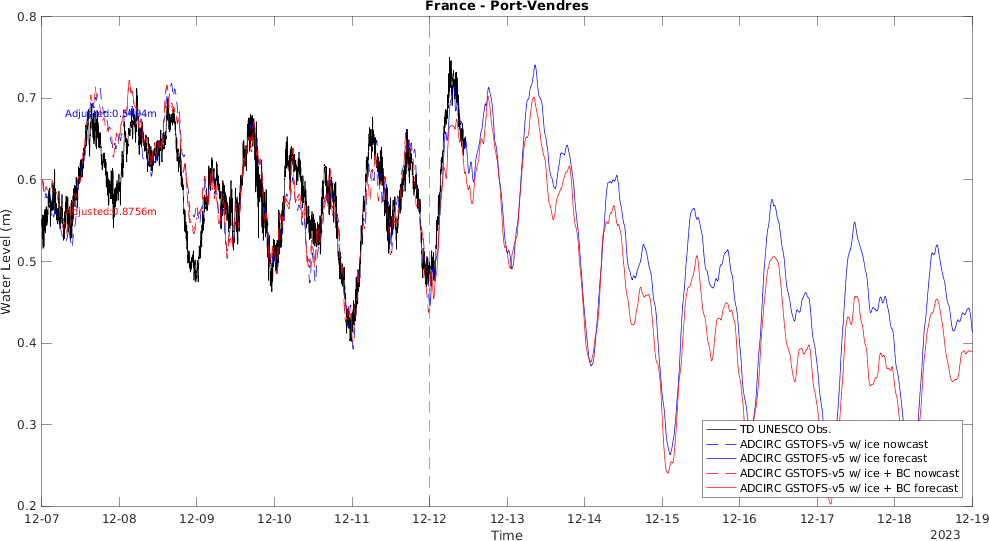 France - Port-Vendres
0.8
0.7
0.6
0.5
0.4
0.3
0.2
Water Level (m)
Adjusted:0.8756m
TD UNESCO Obs.
ADCIRC GSTOFS-v5 w/ ice nowcast
ADCIRC GSTOFS-v5 w/ ice forecast
ADCIRC GSTOFS-v5 w/ ice + BC nowcast
ADCIRC GSTOFS-v5 w/ ice + BC forecast
12-07 12-08 12-09 12-10 12-11 12-12 12-13 12-14 12-15 12-16 12-17 12-18 12-19
Time
2023